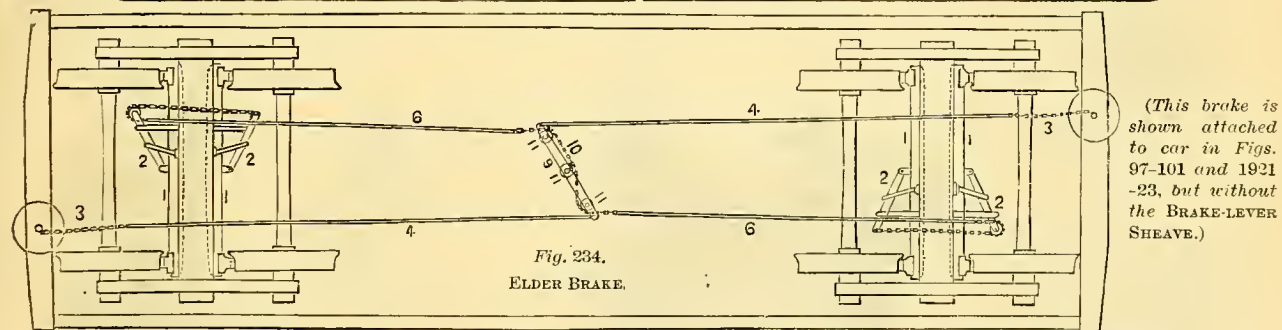 6
4
3
2
2
11
9
10
11
11
2
2
3
4
6
Fig. 234.
ELDER BRAKE.
(This brake is
shown attached
to car in Figs.
97-101 and 1921
-23, but without
the BRAKE-LEVER
SHEAVE.)